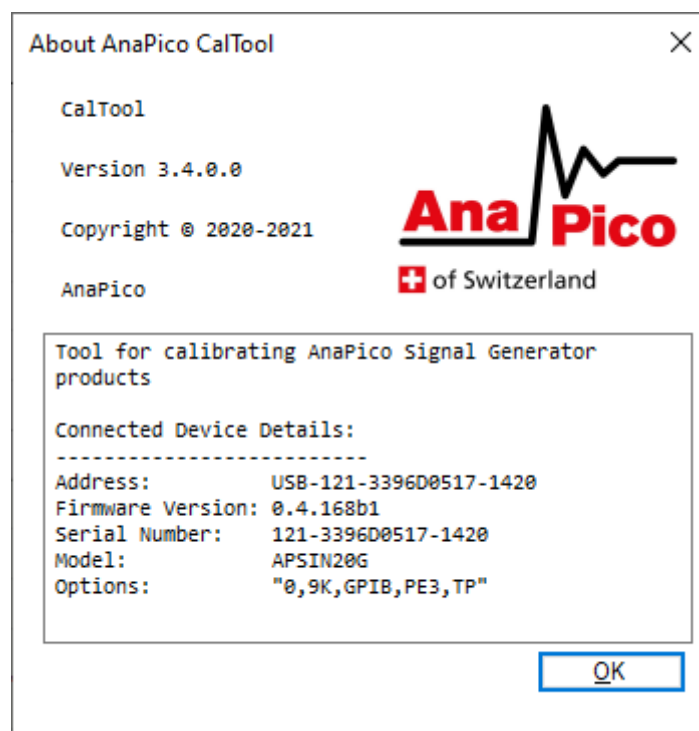 About AnaPico CalTool
CalTool
Version 3.4.0.0
Copyright © 2020-2021
AnaPico
Ana Pico
of Switzerland
Tool for calibrating AnaPico Signal Generator
products
Connected Device Details:
---------------------------
Address: USB-121-3396D0517-1420
Firmware Version: 0.4.168b1
Serial Number: 121-3396D0517-1420
Model: APSIN20G
Options: "0,9K,GPIB,PE3,TP"
OK